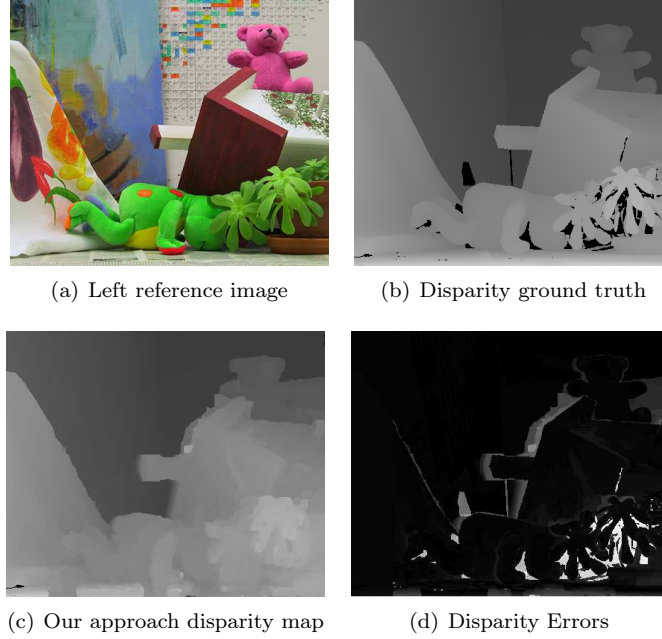 (a) Left reference image
(b) Disparity ground truth
(c) Our approach disparity map
(d) Disparity Errors